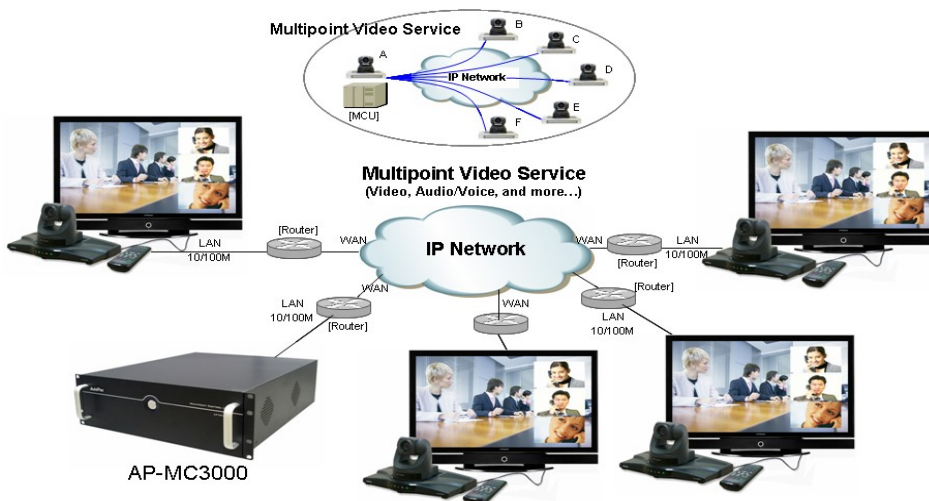 Multipoint Video Service
B
C
A
D
IP Network
[MCU]
E
F
Multipoint Video Service
(Video, Audio/Voice, and more...)
[Router]
WAN
LAN
10/100M
IP Network
WAN
[Router]
LAN
10/100M
WAN
LAN
10/100M
[Router]
WAN
[Router]
LAN
10/100M
AP-MC3000